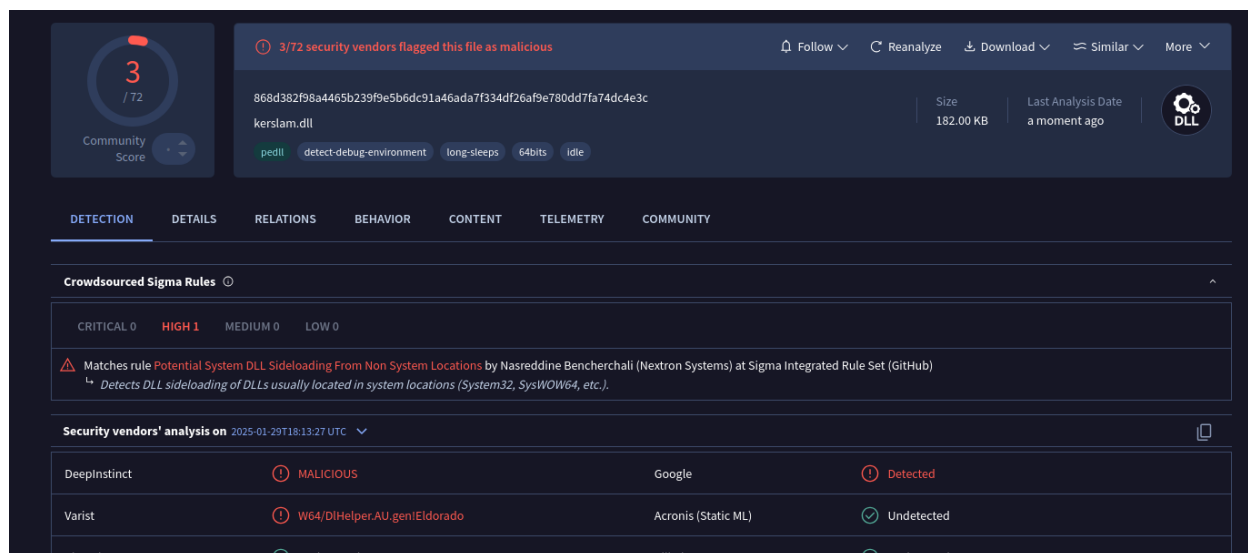 3
/ 72
Community
Score
3/72 security vendors flagged this file as malicious
Follow
Reanalyze
Download
Similar
More
868d382f98a4465b239f9e5b6dc91a46ada7f334df26af9e780dd7fa74dc4e3c
kerslam.dll
Size
182.00 KB
Last Analysis Date
a moment ago
DLL
pedll detect-debug-environment long-sleeps 64bits idle
DETECTION DETAILS RELATIONS BEHAVIOR CONTENT TELEMETRY COMMUNITY
Crowdsourced Sigma Rules
CRITICAL 0 HIGH 1 MEDIUM 0 LOW 0
Matches rule Potential System DLL Sideloading From Non System Locations by Nasreddine Bencherchali (Nextron Systems) at Sigma Integrated Rule Set (GitHub)
Detects DLL sideloading of DLLs usually located in system locations (System32, SysWOW64, etc.).
Security vendors' analysis on 2025-01-29T18:13:27 UTC
DeepInstinct MALICIOUS Google Detected
Varist W64/DlHelper.AU.gen!Eldorado Acronis (Static ML) Undetected